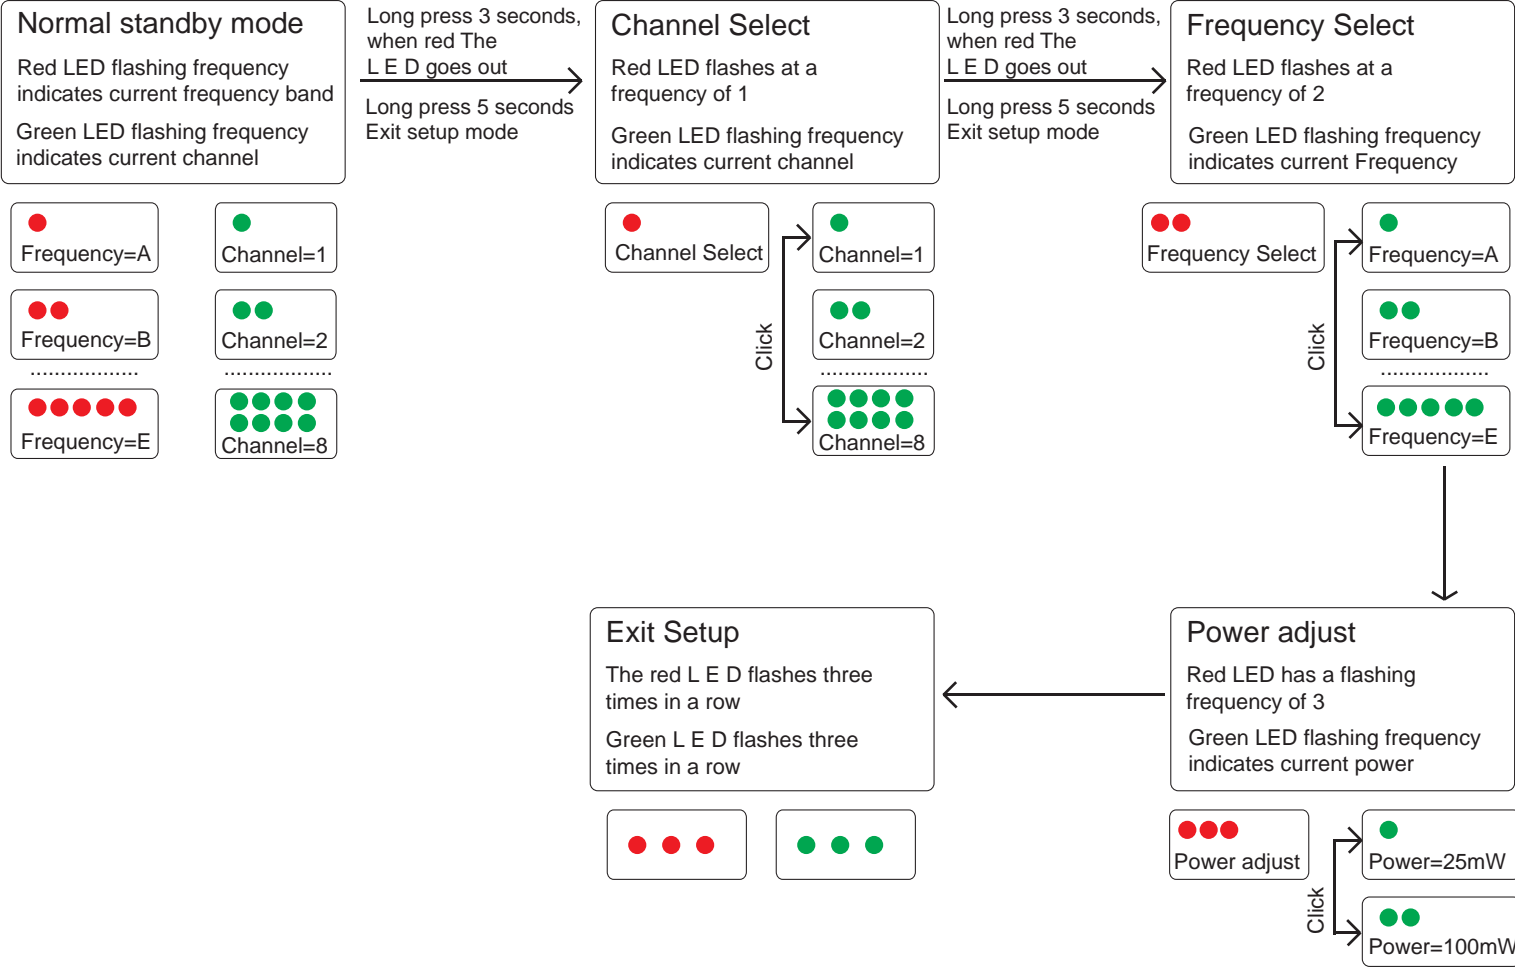 Normal standby mode
Red LED flashing frequency
indicates current frequency band
Green LED flashing frequency
indicates current channel
Long press 3 seconds,
when red The
L E D goes out
Long press 5 seconds
Exit setup mode
Channel Select
Red LED flashes at a
frequency of 1
Green LED flashing frequency
indicates current channel
Long press 3 seconds,
when red The
L E D goes out
Long press 5 seconds
Exit setup mode
Frequency Select
Red LED flashes at a
frequency of 2
Green LED flashing frequency
indicates current Frequency
Frequency=A
Channel=1
Frequency=B
Channel=2
..................
..................
Frequency=E
Channel=8
Channel Select
Click
Channel=1
Channel=2
..................
Channel=8
Frequency Select
Click
Frequency=A
Frequency=B
..................
Frequency=E
Exit Setup
The red L E D flashes three
times in a row
Green L E D flashes three
times in a row
Power adjust
Red LED has a flashing
frequency of 3
Green LED flashing frequency
indicates current power
Power adjust
Click
Power=25mW
Power=100mW